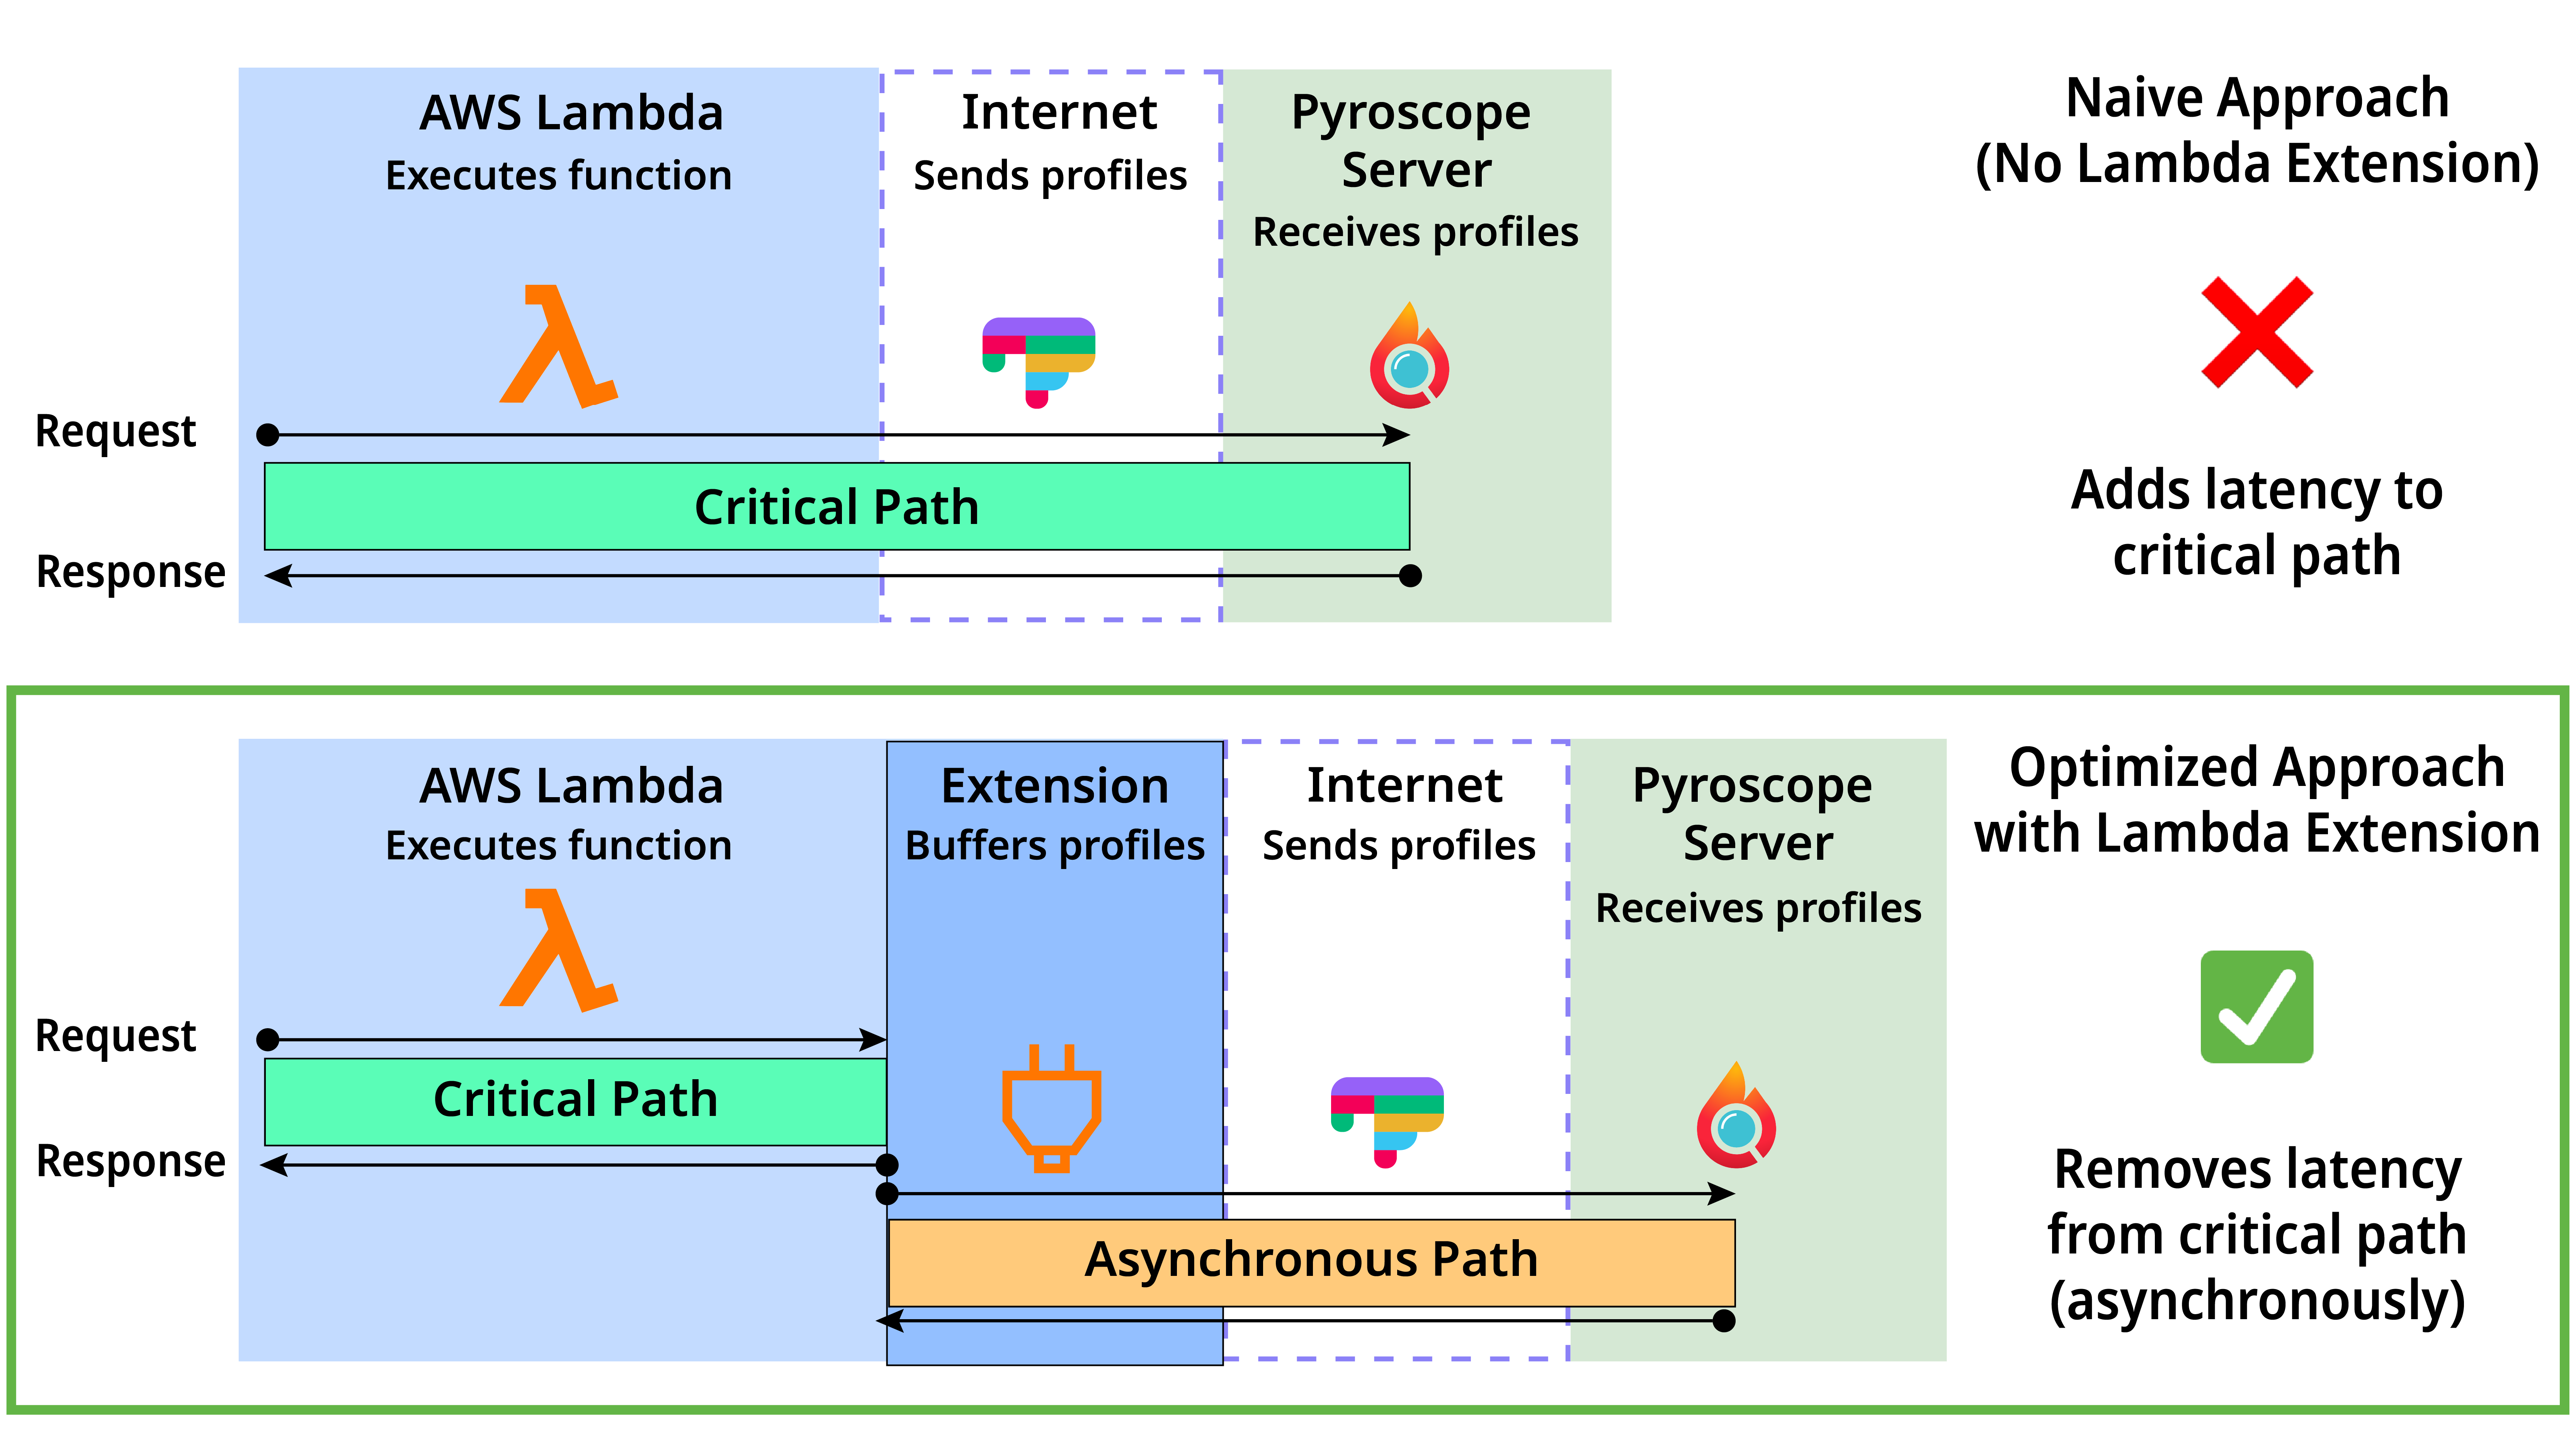 AWS Lambda
Executes function
Internet
Sends profiles
Pyroscope
Server
Receives profiles
Naive Approach
(No Lambda Extension)
Request
Critical Path
Response
Adds latency to
critical path
AWS Lambda
Executes function
Extension
Buffers profiles
Internet
Sends profiles
Pyroscope
Server
Receives profiles
Optimized Approach
with Lambda Extension
Request
Critical Path
Response
Asynchronous Path
Removes latency
from critical path
(asynchronously)